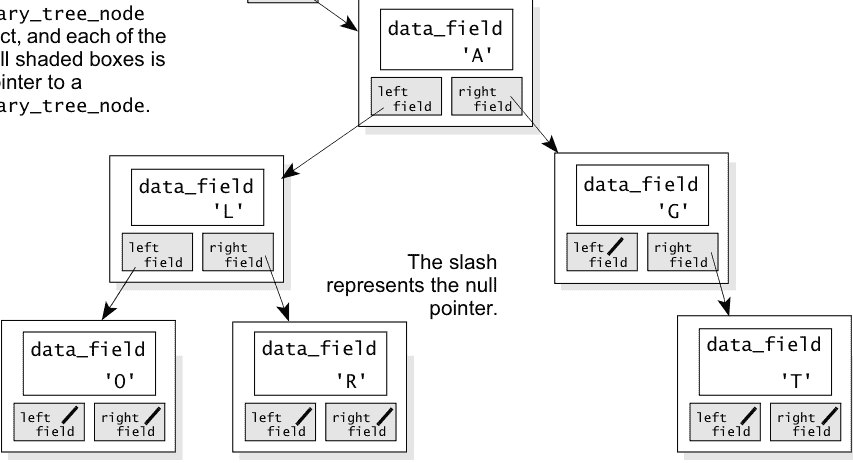 ary_tree_node
ct, and each of the
ll shaded boxes is
ointer to a
ary_tree_node.
data_field
'A'
left
field
right
field
data_field
'L'
left
field
right
field
data_field
'G'
left
field
right
field
The slash
represents the null
pointer.
data_field
'O'
left
field
right
field
data_field
'R'
left
field
right
field
data_field
'T'
left
field
right
field